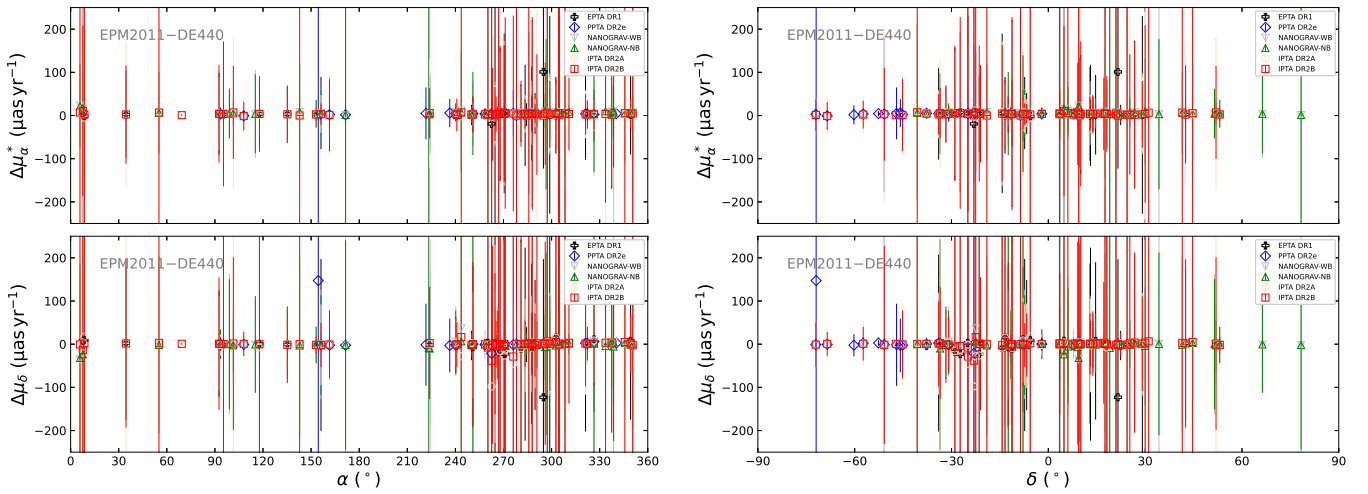 EPM2011−DE440
EPTA DR1
PPTA DR2e
NANOGRAV-WB
NANOGRAV-NB
IPTA DR2A
IPTA DR2B
Δμα* (μas yr−1)
200
100
0
−100
−200
EPM2011−DE440
EPTA DR1
PPTA DR2e
NANOGRAV-WB
NANOGRAV-NB
IPTA DR2A
IPTA DR2B
Δμα* (μas yr−1)
200
100
0
−100
−200
EPM2011−DE440
EPTA DR1
PPTA DR2e
NANOGRAV-WB
NANOGRAV-NB
IPTA DR2A
IPTA DR2B
Δμδ (μas yr−1)
200
100
0
−100
−200
0 30 60 90 120 150 180 210 240 270 300 330 360
α (°)
EPM2011−DE440
EPTA DR1
PPTA DR2e
NANOGRAV-WB
NANOGRAV-NB
IPTA DR2A
IPTA DR2B
Δμδ (μas yr−1)
200
100
0
−100
−200
−90 −60 −30 0 30 60 90
δ (°)